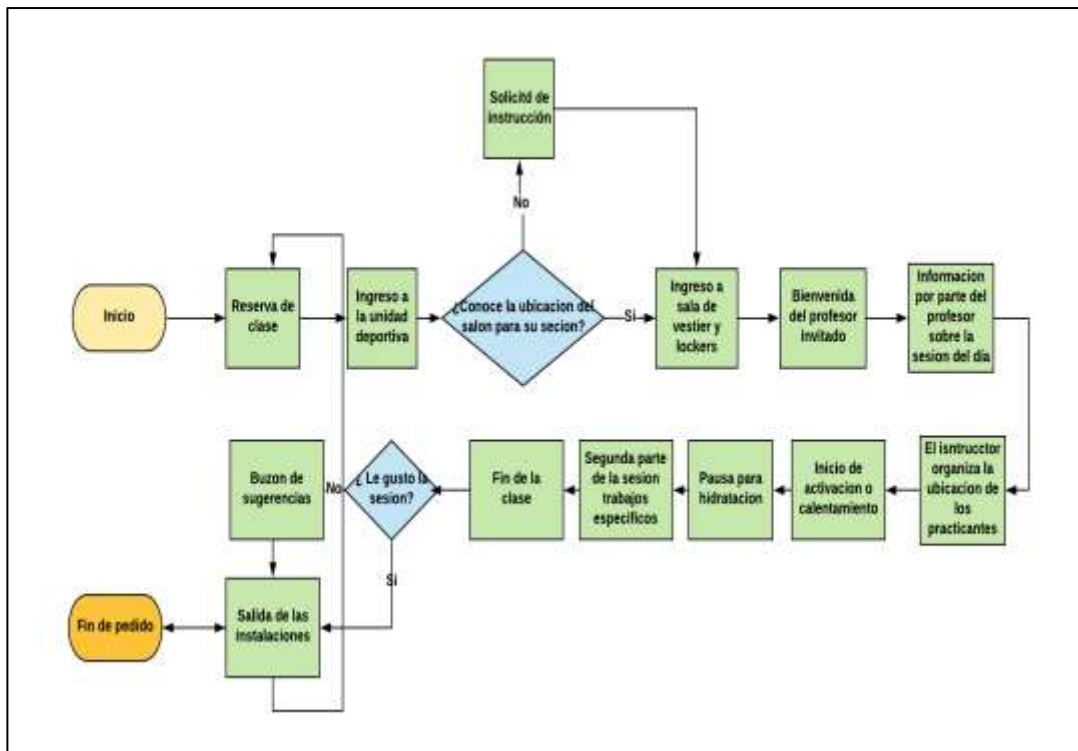 Solicitd de
instrucción
No
Inicio
Reserva de
clase
Ingreso a
la unidad
deportiva
¿Conoce la ubicacion del
salon para su secion?
Si
Ingreso a
sala de
vestier y
lockers
Bienvenida
del profesor
invitado
Informacion
por parte del
profesor
sobre la
sesion del día
El isntrucctor
organiza la
ubicacion de
los
practicantes
Inicio de
activacion o
calentamiento
Pausa para
hidratacion
Segunda parte
de la sesion
trabajos
especificos
Fin de la
clase
¿ Le gusto la
sesion?
No
Buzon de
sugerencias
Si
Salida de las
instalaciones
Fin de pedido